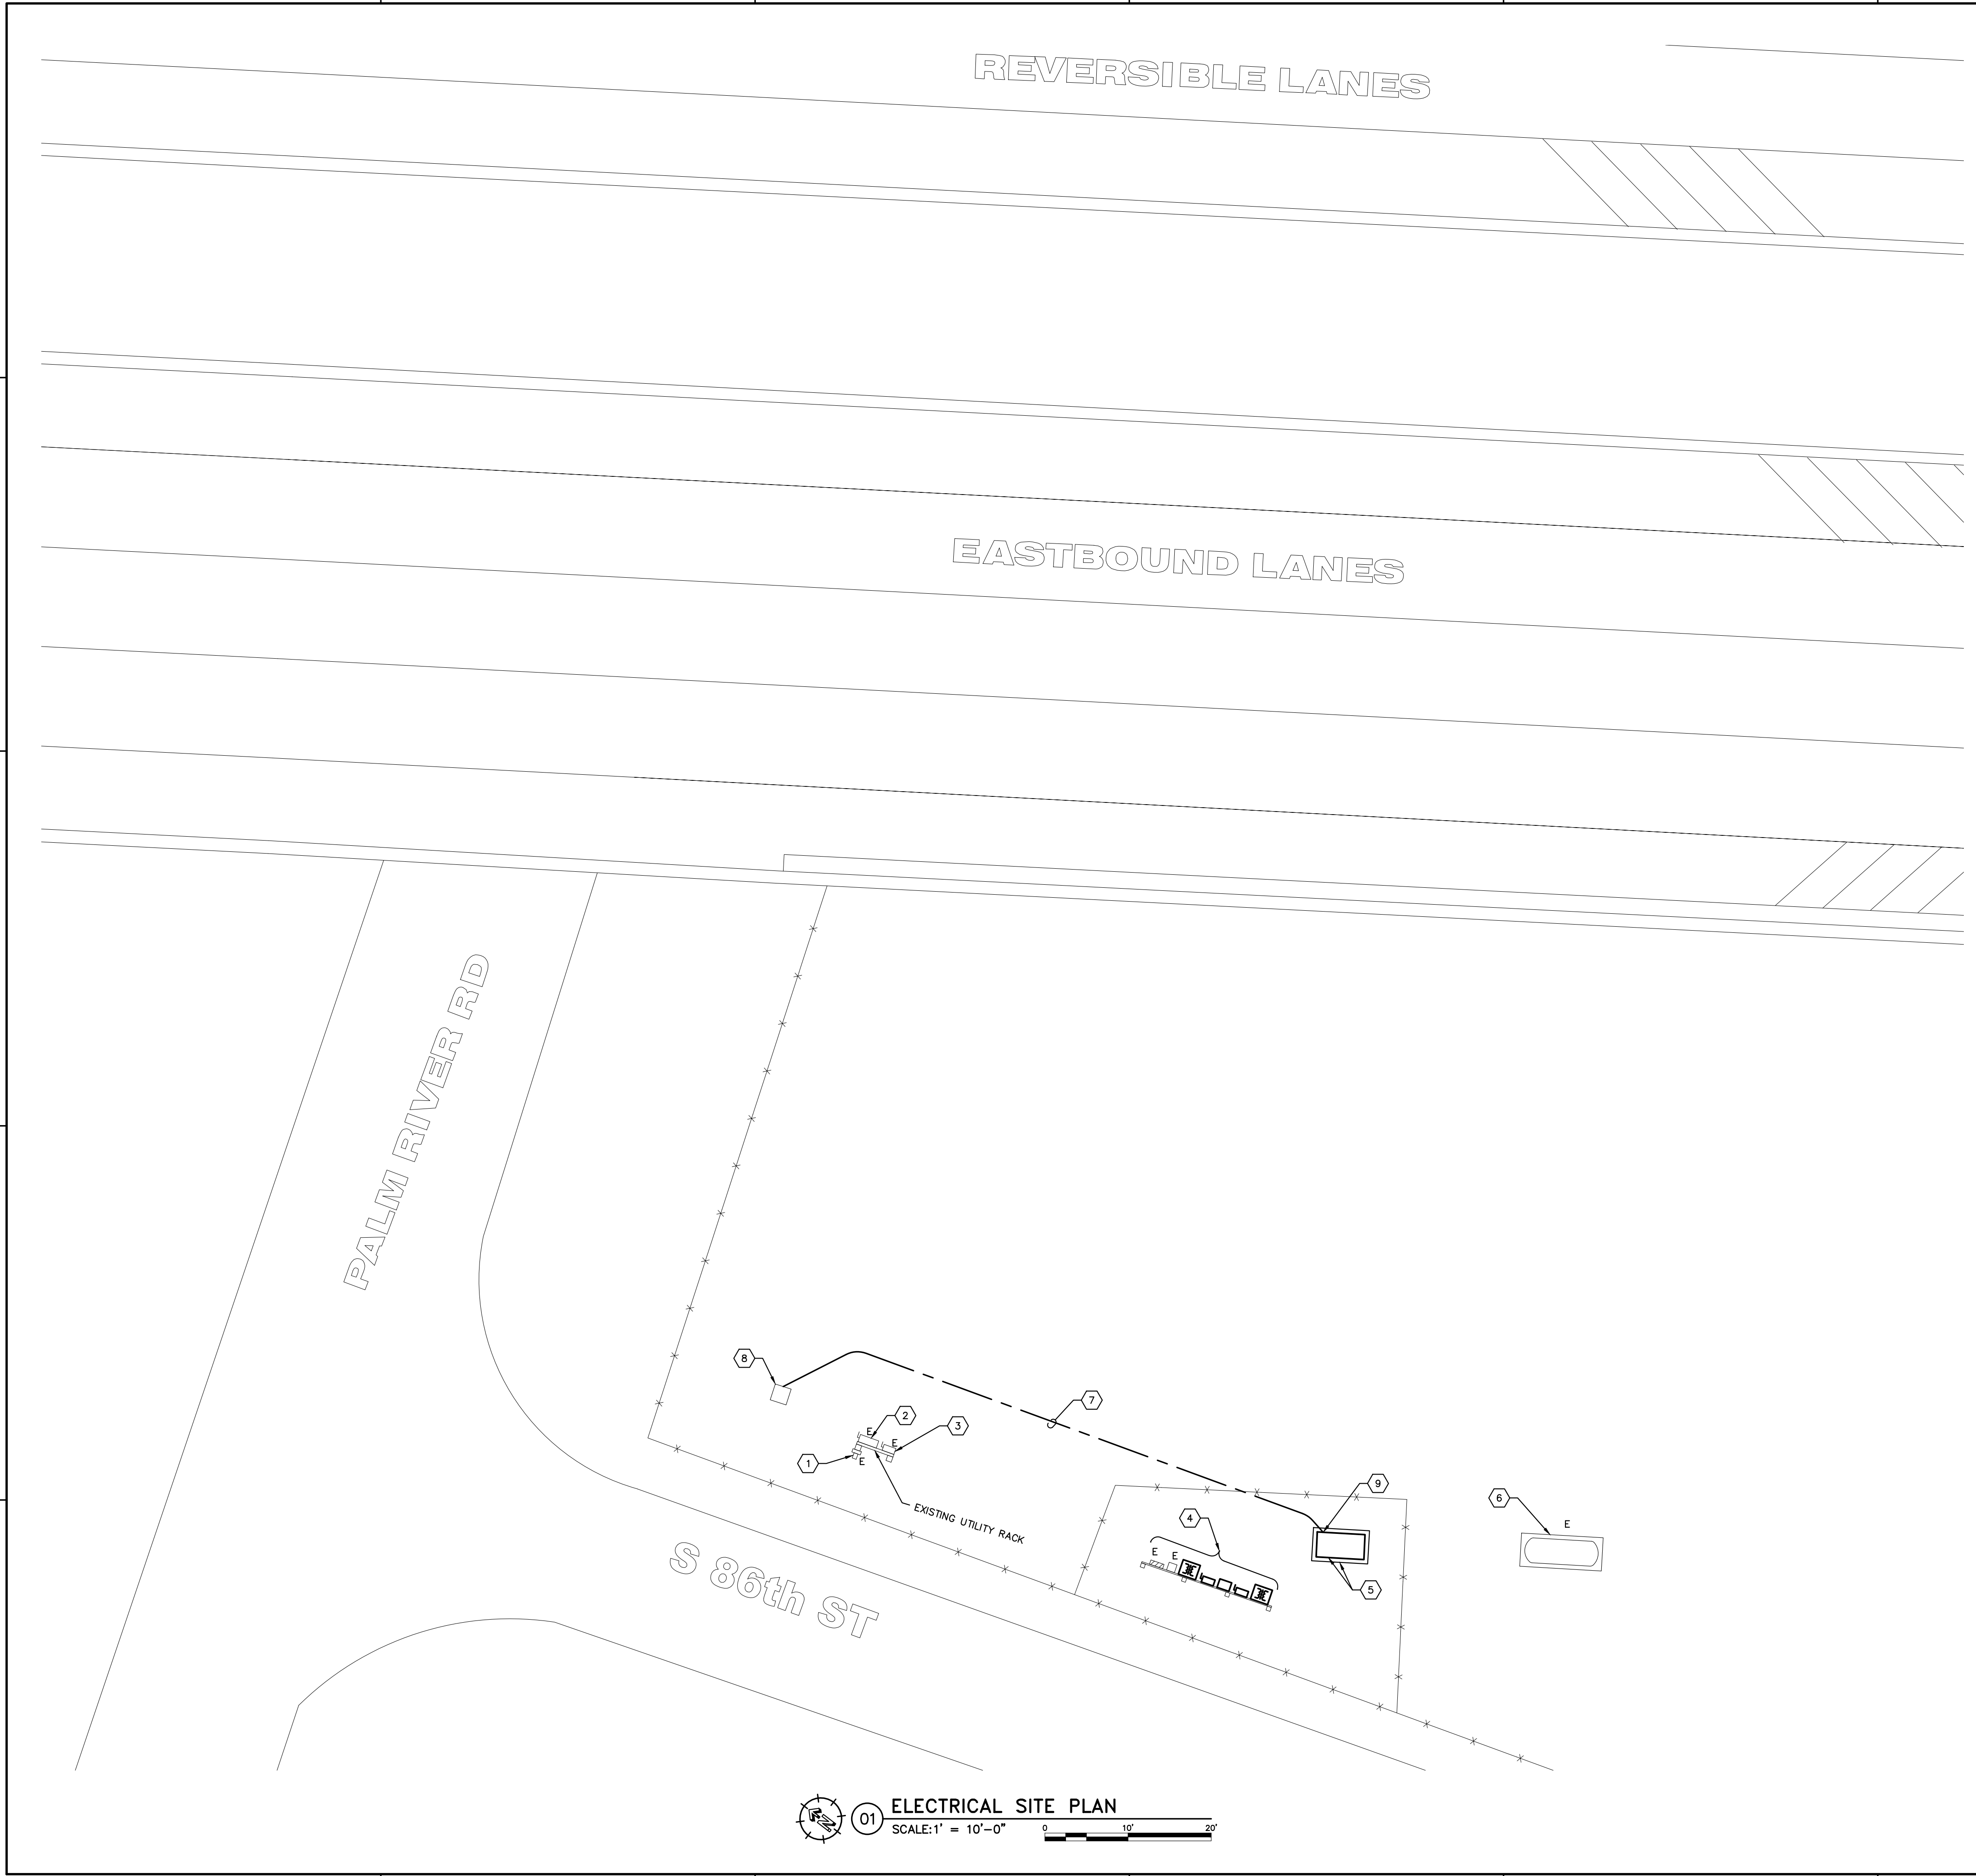 REVERSIBLE LANES
EASTBOUND LANES
PALM RIVER RD
8
7
2
E
E
3
1
E
EXISTING UTILITY RACK
9
6
E
4
E
E
5
S 86th ST
N
01
ELECTRICAL SITE PLAN
SCALE:1' = 10'-0"
0
10'
20'